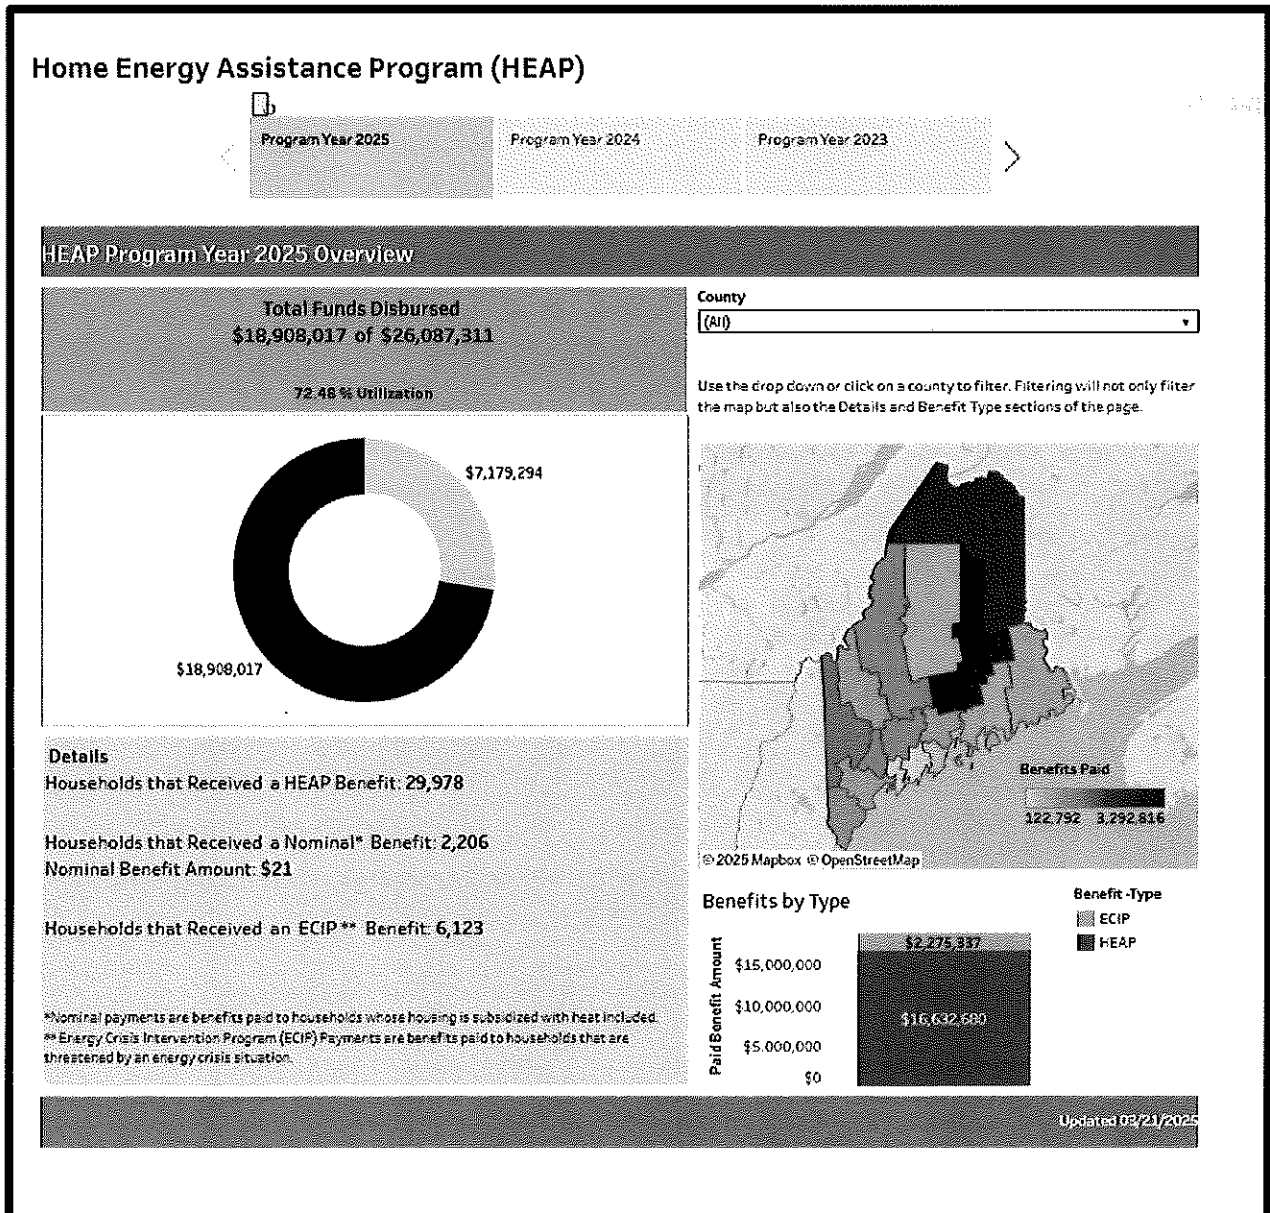 Home Energy Assistance Program (HEAP)
Program Year 2025
Program Year 2024
Program Year 2023
HEAP Program Year 2025 Overview
Total Funds Disbursed
$18,908,017 of $26,087,311
72.48 % Utilization
County
(All)
Use the drop down or click on a county to filter. Filtering will not only filter
the map but also the Details and Benefit Type sections of the page.
$7,179,294
$18,908,017
Benefits Paid
122,792 3,292,816
© 2025 Mapbox © OpenStreetMap
Details
Households that Received a HEAP Benefit: 29,978
Households that Received a Nominal* Benefit: 2,206
Nominal Benefit Amount: $21
Households that Received an ECIP** Benefit: 6,123
*Nominal payments are benefits paid to households whose housing is subsidized with heat included.
** Energy Crisis Intervention Program (ECIP) Payments are benefits paid to households that are
threatened by an energy crisis situation.
Benefits by Type
Benefit-Type
ECIP
HEAP
Paid Benefit Amount
$15,000,000
$10,000,000
$5,000,000
$0
$2,275,337
$16,632,680
Updated 03/21/2025